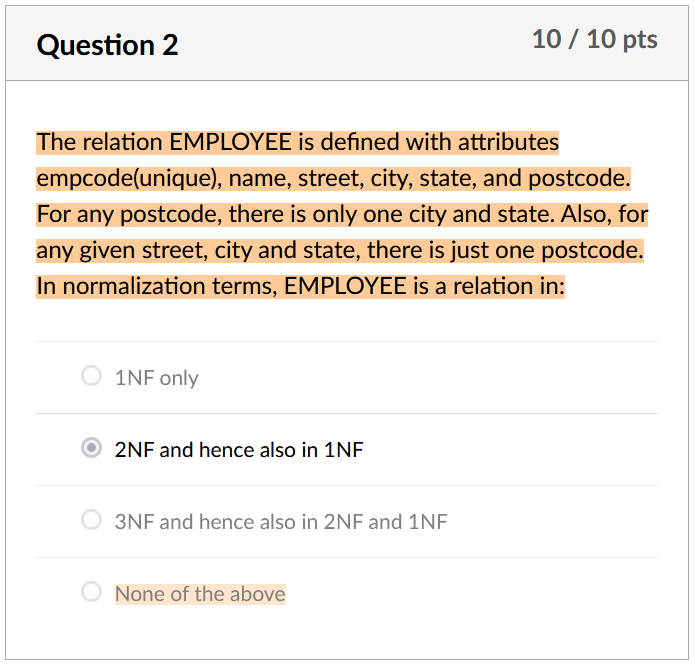 Question 2
10 / 10 pts
The relation EMPLOYEE is defined with attributes
empcode(unique), name, street, city, state, and postcode.
For any postcode, there is only one city and state. Also, for
any given street, city and state, there is just one postcode.
In normalization terms, EMPLOYEE is a relation in:
1NF only
2NF and hence also in 1NF
3NF and hence also in 2NF and 1NF
None of the above